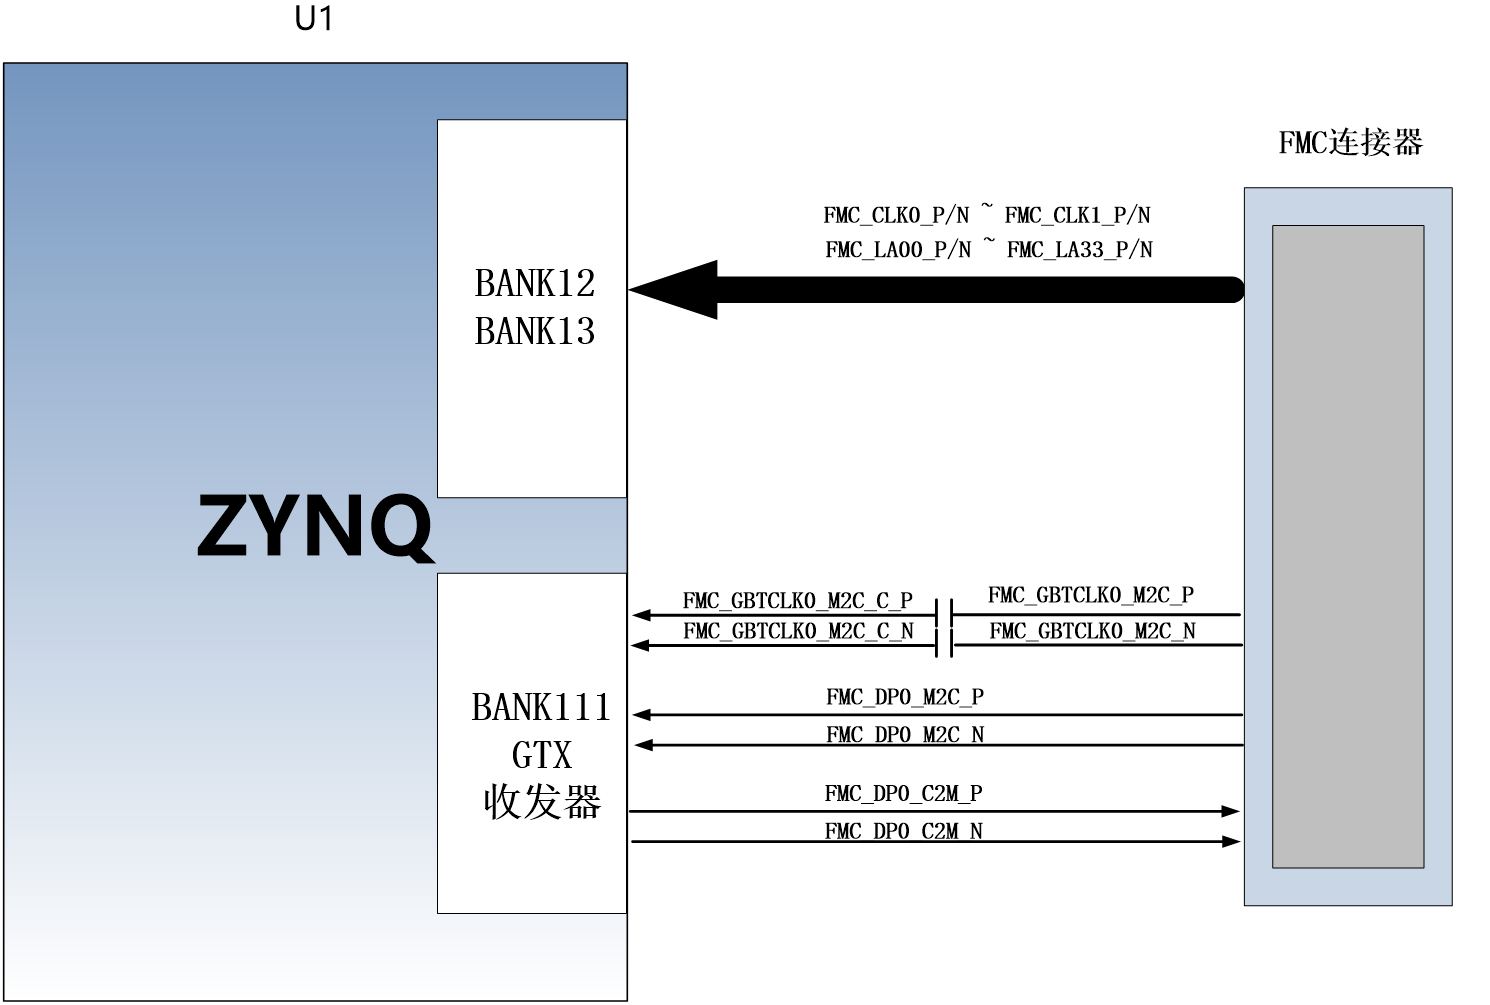 U1
FMC连接器
FMC_CLK0_P/N ~ FMC_CLK1_P/N
FMC_LA00_P/N ~ FMC_LA33_P/N
BANK12
BANK13
ZYNQ
FMC_GBTCLK0_M2C_C_P
FMC_GBTCLK0_M2C_P
FMC_GBTCLK0_M2C_C_N
FMC_GBTCLK0_M2C_N
BANK111
GTX
收发器
FMC_DP0_M2C_P
FMC_DP0_M2C_N
FMC_DP0_C2M_P
FMC_DP0_C2M_N